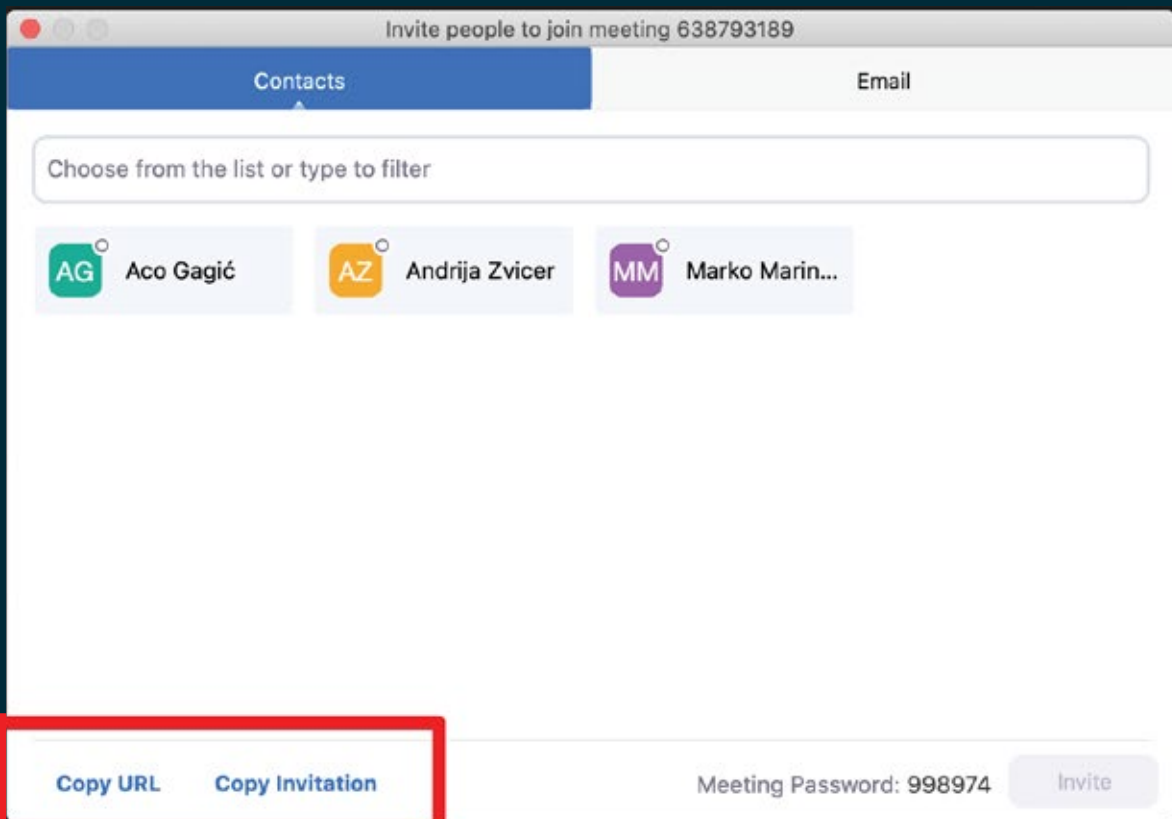 Invite people to join meeting 638793189
Contacts Email
Choose from the list or type to filter
AG Aco Gagić AZ Andrija Zvicer MM Marko Marin...
Copy URL Copy Invitation Meeting Password: 998974 Invite